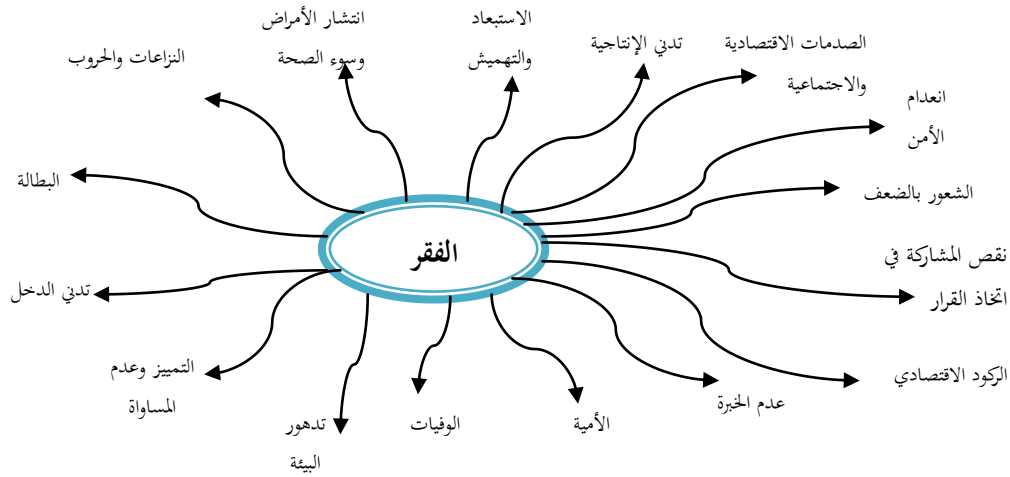 الصدمات الاقتصادية
والاجتماعية
تدني الإنتاجية
الاستبعاد
والتهميش
انتشار الأمراض
وسوء الصحة
النزاعات والحروب
انعدام
الأمن
الشعور بالضعف
البطالة
الفقر
نقص المشاركة في
اتخاذ القرار
تدني الدخل
الركود الاقتصادي
التمييز وعدم
المساواة
عدم الخبرة
الأمية
الوفيات
تدهور
البيئة